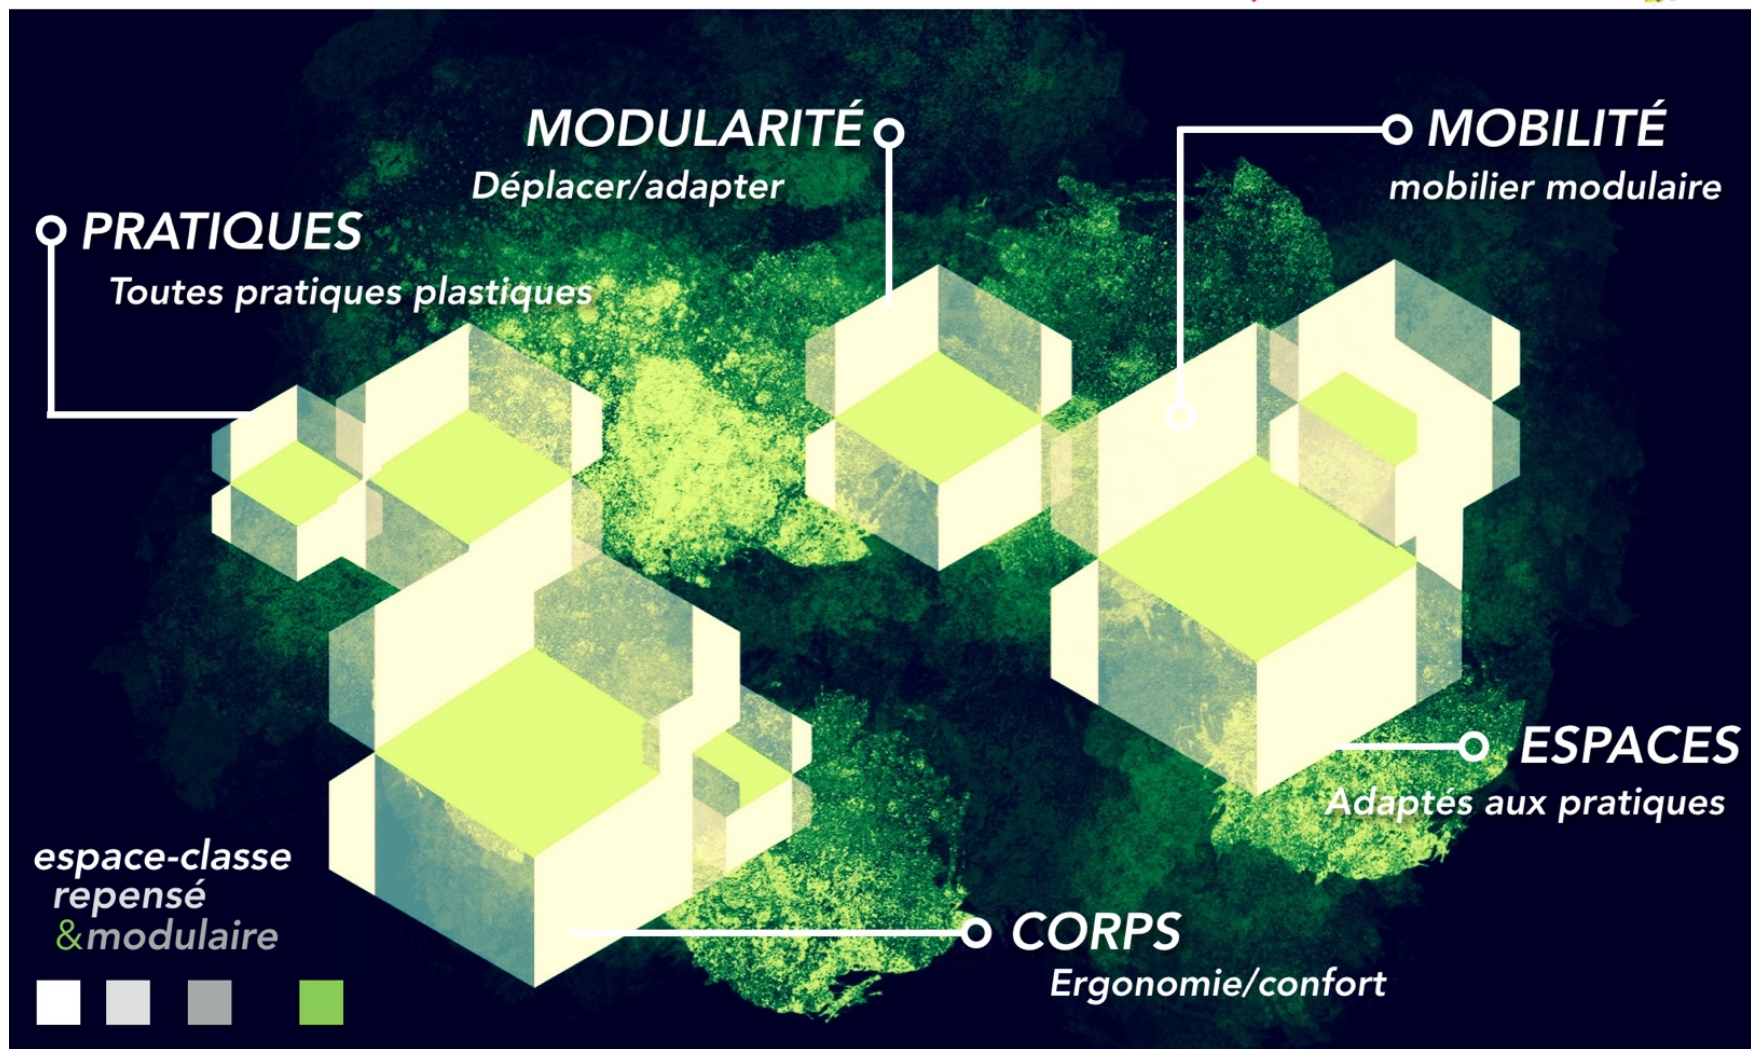 MODULARITÉ
Déplacer/adapter
MOBILITÉ
mobilier modulaire
PRATIQUES
Toutes pratiques plastiques
ESPACES
Adaptés aux pratiques
espace-classe
repensé
&modulaire
CORPS
Ergonomie/confort